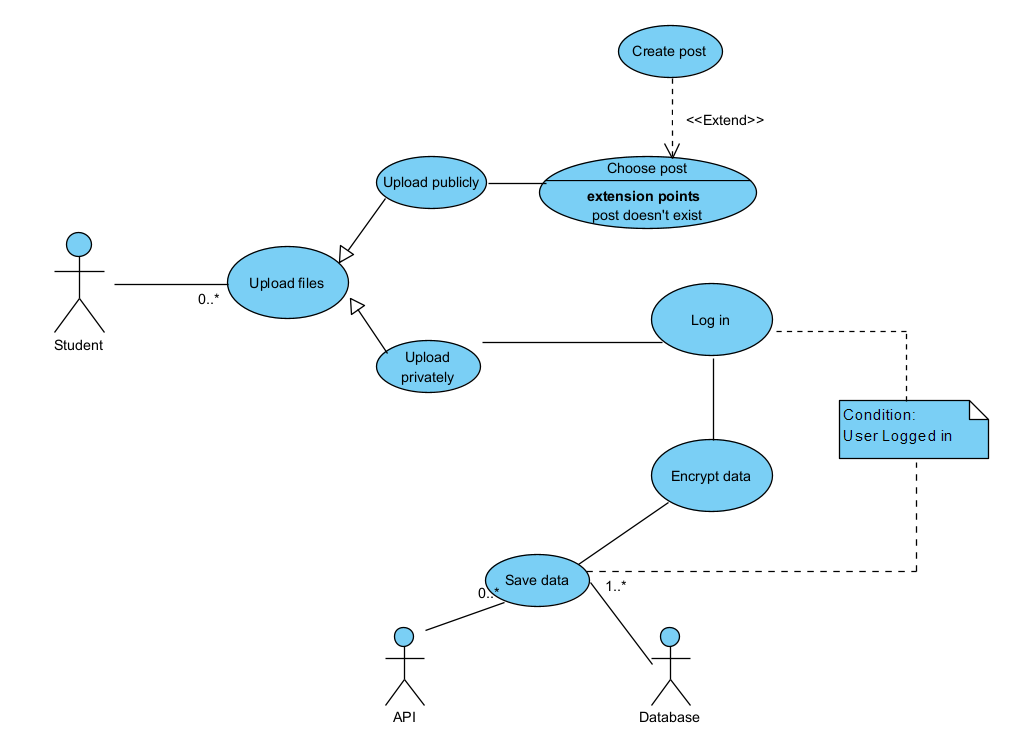 Create post
<<Extend>>
Choose post
extension points
post doesn't exist
Upload publicly
Upload files
0..*
Student
Log in
Upload
privately
Condition:
User Logged in
Encrypt data
Save data
0..*
1..*
API
Database